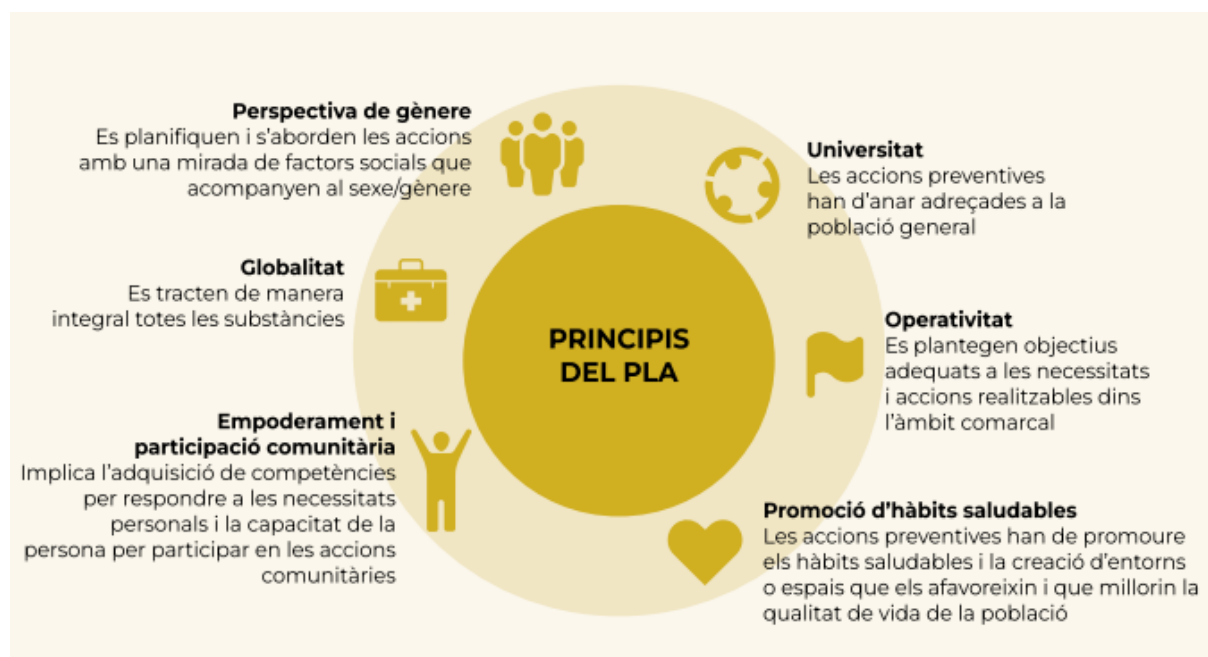 Perspectiva de gènere
Es planifiquen i s'aborden les accions
amb una mirada de factors socials que
acompanyen al sexe/gènere
Universitat
Les accions preventives
han d'anar adreçades a la
població general
Globalitat
Es tracten de manera
integral totes les substàncies
PRINCIPIS
DEL PLA
Operativitat
Es plantegen objectius
adequats a les necessitats
i accions realitzables dins
l'àmbit comarcal
Empoderament i
participació comunitària
Implica l'adquisició de competències
per respondre a les necessitats
personals i la capacitat de la
persona per participar en les accions
comunitàries
Promoció d'hàbits saludables
Les accions preventives han de promoure
els hàbits saludables i la creació d'entorns
o espais que els afavoreixin i que millorin la
qualitat de vida de la població